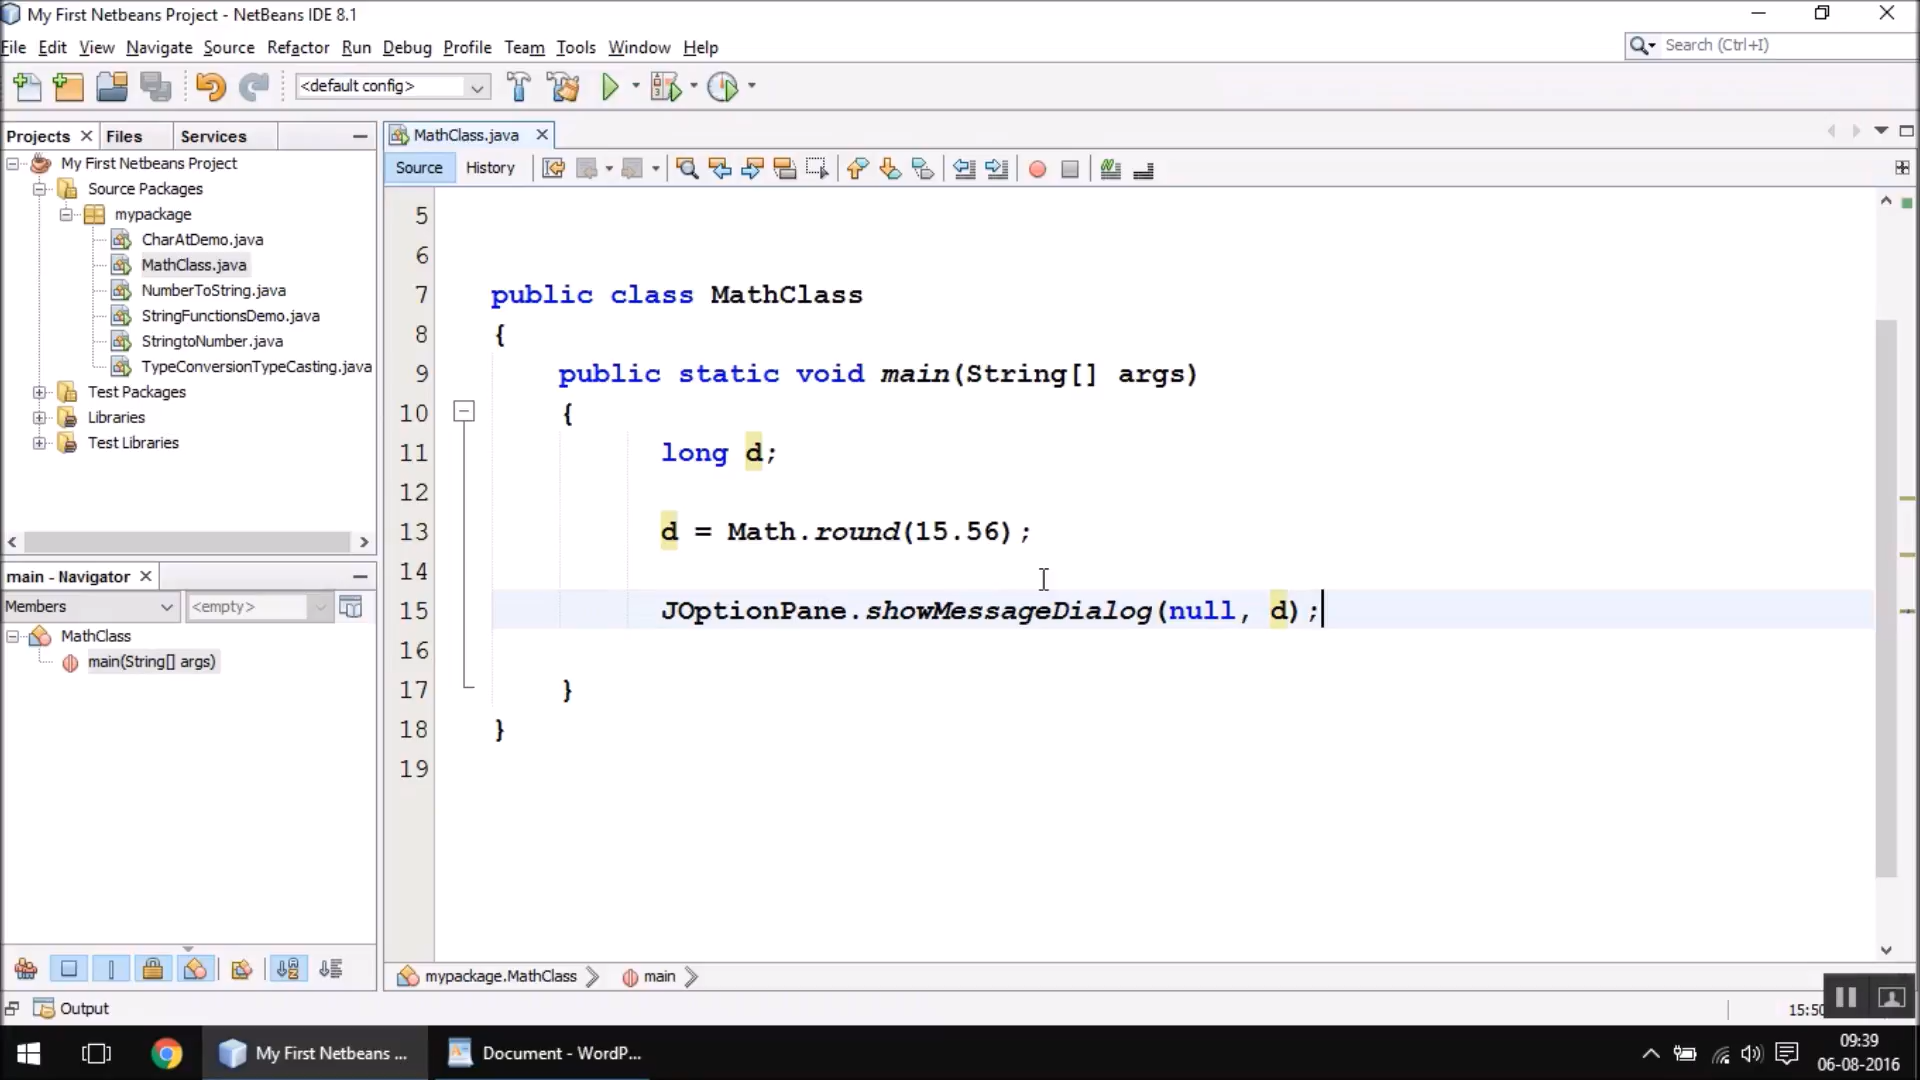 My First Netbeans Project - NetBeans IDE 8.1
File Edit View Navigate Source Refactor Run Debug Profile Team Tools Window Help
Search (Ctrl+I)
<default config>
Projects Files Services
MathClass.java
Source History
My First Netbeans Project
Source Packages
mypackage
CharAtDemo.java
MathClass.java
NumberToString.java
StringFunctionsDemo.java
StringtoNumber.java
TypeConversionTypeCasting.java
Test Packages
Libraries
Test Libraries
main - Navigator
Members <empty>
MathClass
main(String[] args)
5
6
7 public class MathClass
8 {
9 public static void main(String[] args)
10 {
11 long d;
12
13 d = Math.round(15.56);
14
15 JOptionPane.showMessageDialog(null, d);
16
17 }
18 }
19
mypackage.MathClass main
Output
15:50
My First Netbeans ...
Document - WordP...
09:39
06-08-2016